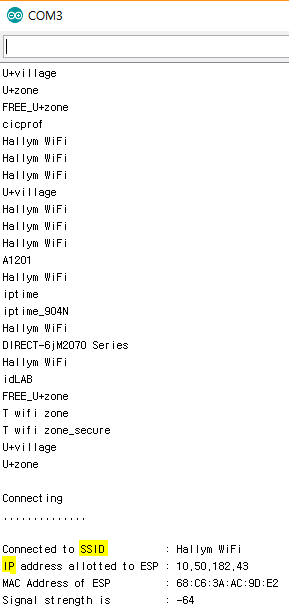 COM3
U+village
U+zone
FREE_U+zone
cicprof
Hallym WiFi
Hallym WiFi
Hallym WiFi
U+village
Hallym WiFi
Hallym WiFi
Hallym WiFi
A1201
Hallym WiFi
iptime
iptime_904N
Hallym WiFi
DIRECT-6jM2070 Series
Hallym WiFi
idLAB
FREE_U+zone
T wifi zone
T wifi zone_secure
U+village
U+zone
Connecting
..............
Connected to SSID : Hallym WiFi
IP address allotted to ESP : 10,50,182,43
MAC Address of ESP : 68:C6:3A:AC:9D:E2
Signal strength is : -64